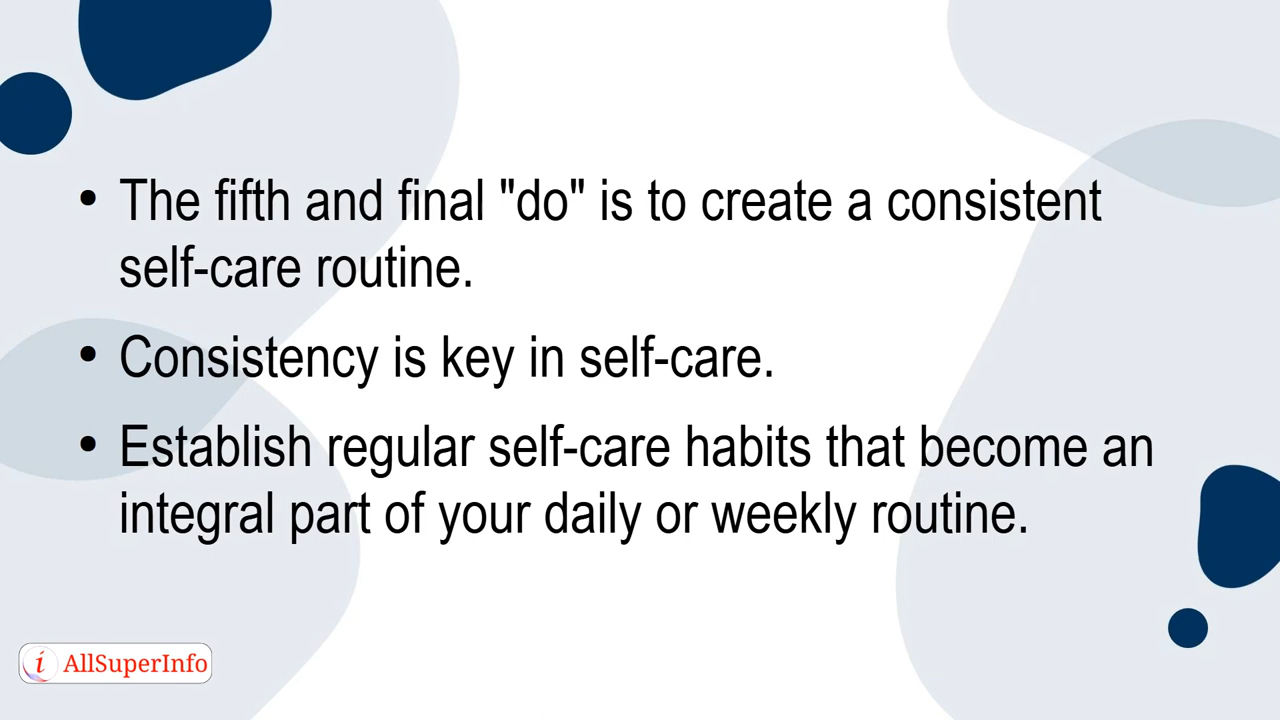 • The fifth and final "do" is to create a consistent
self-care routine.
• Consistency is key in self-care.
• Establish regular self-care habits that become an
integral part of your daily or weekly routine.
i AllSuperInfo